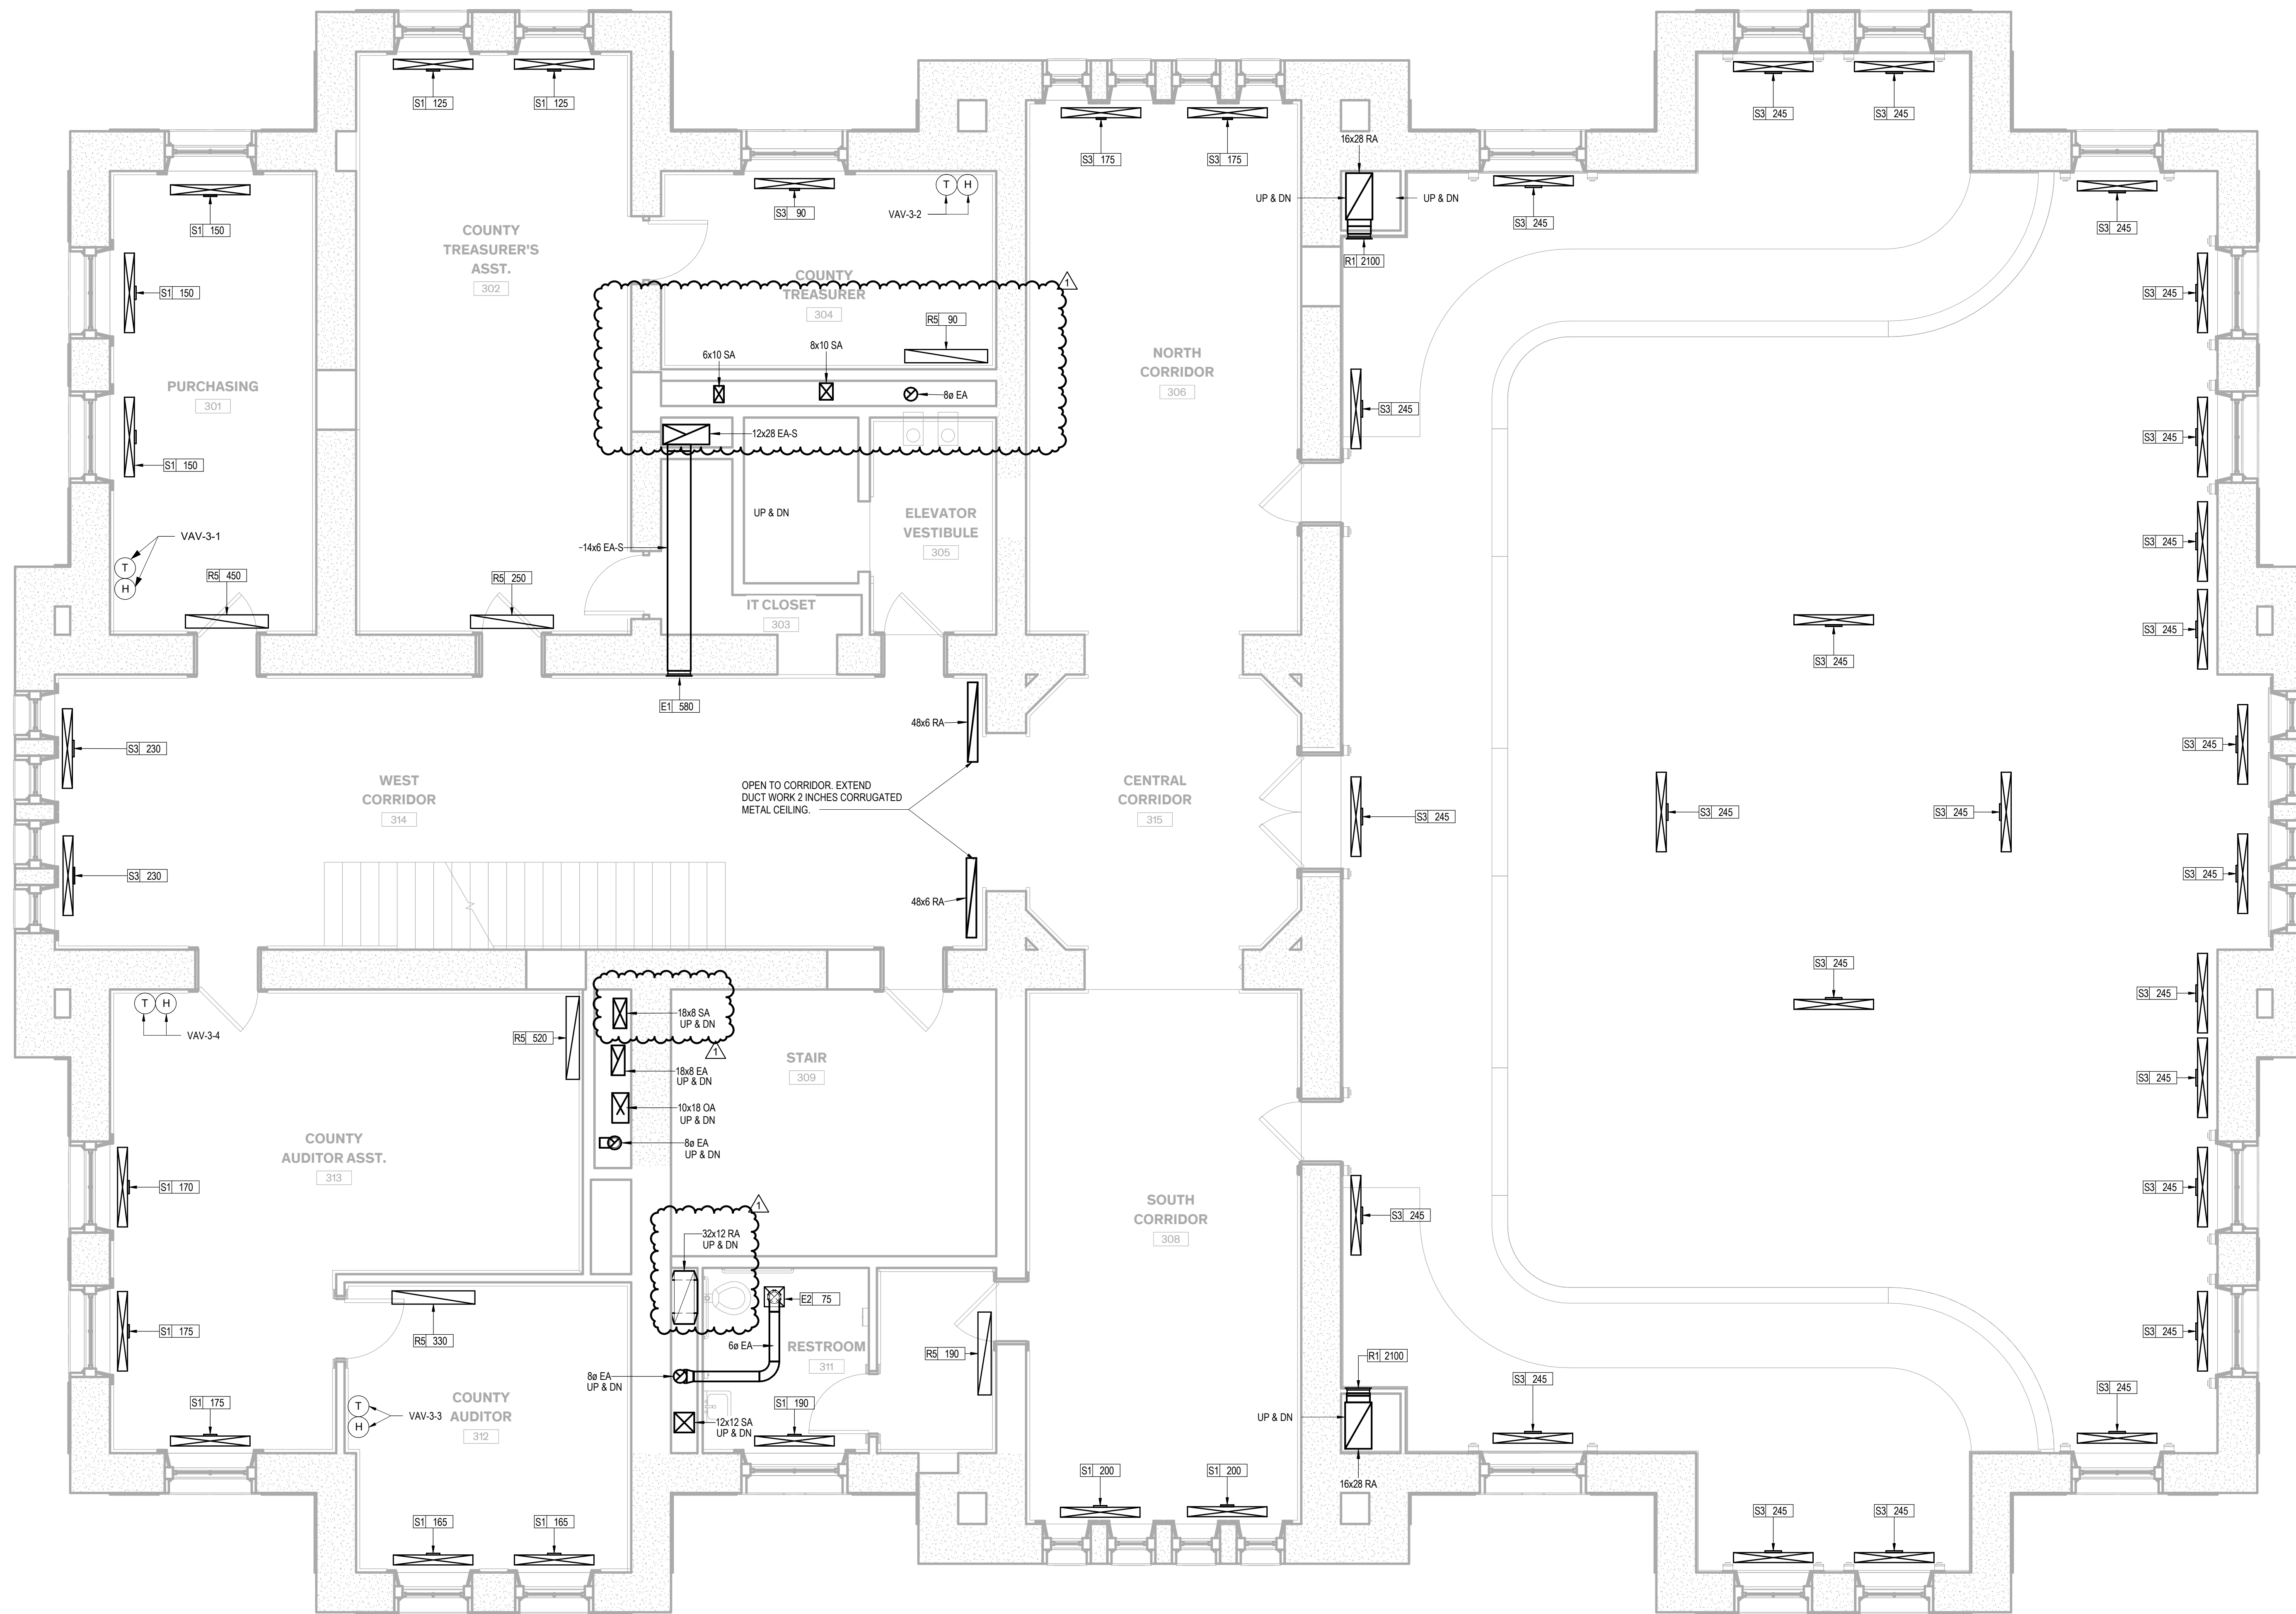 S1 125
S1 125
S3 245
S3 245
S3 175
S3 175
16x28 RA
UP & DN
UP & DN
R1 2100
S3 245
S3 245
S1 150
S1 150
S1 150
PURCHASING
301
VAV-3-1
T
H
R5 450
COUNTY
TREASURER'S
ASST.
302
R5 250
S3 90
T
H
VAV-3-2
COUNTY
TREASURER
304
1
R5 90
6x10 SA
8x10 SA
8ø EA
12x28 EA-S
14x6 EA-S
UP & DN
ELEVATOR
VESTIBULE
305
IT CLOSET
303
E1 580
NORTH
CORRIDOR
306
S3 245
S3 245
S3 245
S3 245
S3 245
S3 245
S3 230
S3 230
WEST
CORRIDOR
314
48x6 RA
OPEN TO CORRIDOR. EXTEND
DUCT WORK 2 INCHES CORRUGATED
METAL CEILING.
48x6 RA
CENTRAL
CORRIDOR
315
S3 245
S3 245
S3 245
S3 245
S3 245
S3 245
T
H
VAV-3-4
R5 520
18x8 SA
UP & DN
1
18x8 EA
UP & DN
10x18 OA
UP & DN
8ø EA
UP & DN
STAIR
309
COUNTY
AUDITOR ASST.
313
S1 170
S1 175
S1 175
R5 330
COUNTY
AUDITOR
312
T
H
VAV-3-3
1
32x12 RA
UP & DN
E2 75
6ø EA
RESTROOM
311
8ø EA
UP & DN
12x12 SA
UP & DN
S1 190
R5 190
SOUTH
CORRIDOR
308
S3 245
S3 245
S3 245
S3 245
S3 245
R1 2100
UP & DN
16x28 RA
S3 245
S3 245
S1 165
S1 165
S1 200
S1 200
S3 245
S3 245